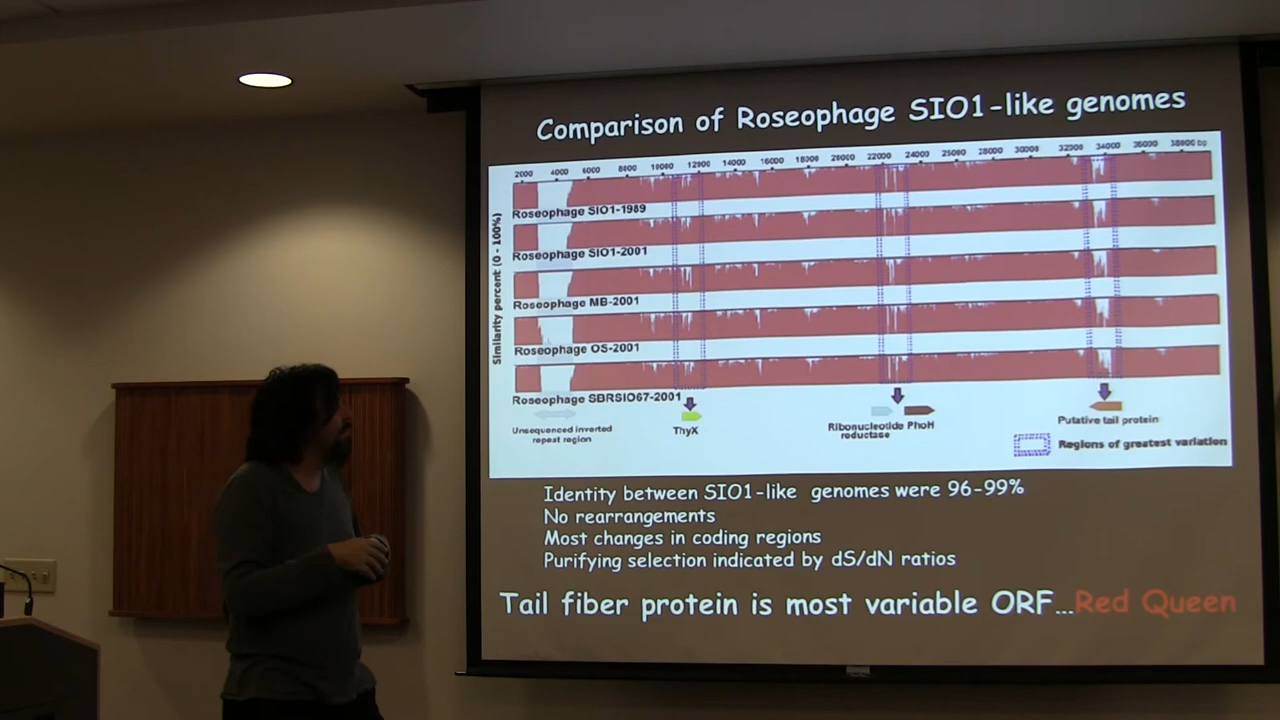 Comparison of Roseophage SIO1-like genomes
2000 4000 6000 8000 10000 12000 14000 16000 18000 20000 22000 24000 26000 28000 30000 32000 34000 36000 38000 bp
Similarity percent (0 - 100%)
Roseophage SIO1-1989
Roseophage SIO1-2001
Roseophage MB-2001
Roseophage OS-2001
Roseophage SBRSIO67-2001
Unsequenced inverted
repeat region
ThyX
Ribonucleotide PhoH
reductase
Putative tail protein
Regions of greatest variation
Identity between SIO1-like genomes were 96-99%
No rearrangements
Most changes in coding regions
Purifying selection indicated by dS/dN ratios
Tail fiber protein is most variable ORF...Red Queen